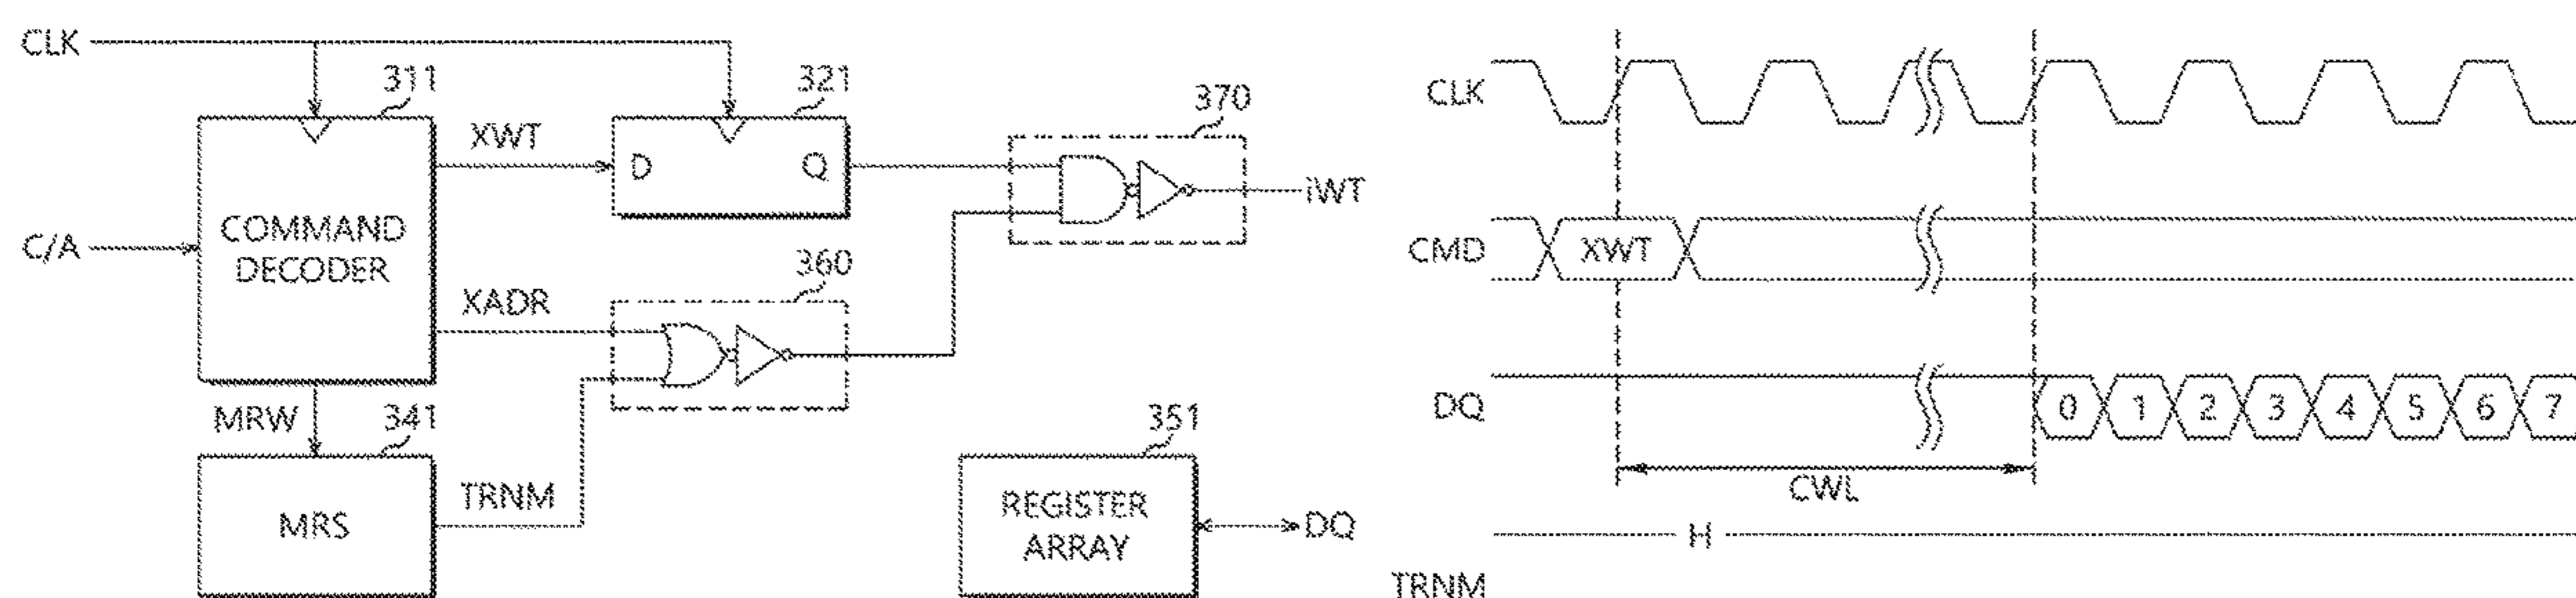 CLK
311
321
370
XWT
D
Q
iWT
C/A
COMMAND
DECODER
XADR
360
MRW
341
TRNM
MRS
351
REGISTER
ARRAY
DQ
CLK
CMD
XWT
DQ
0 1 2 3 4 5 6 7
CWL
H
TRNM